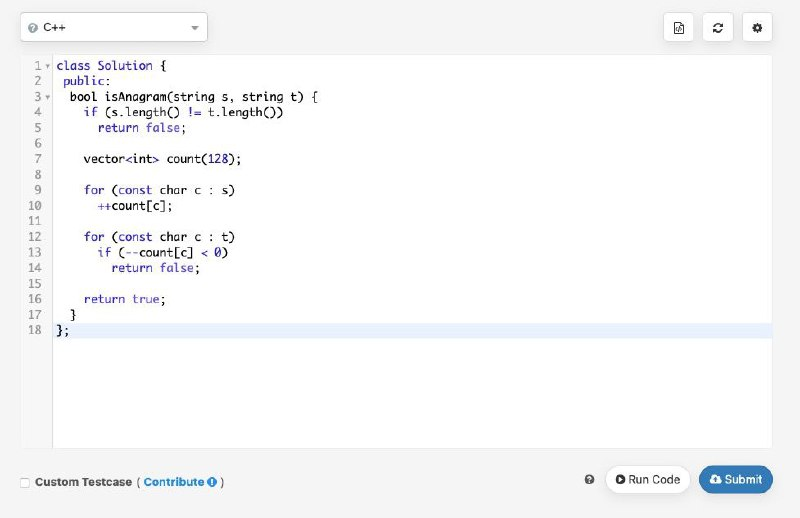 C++
1 class Solution {
2 public:
3 bool isAnagram(string s, string t) {
4 if (s.length() != t.length())
5 return false;
6
7 vector<int> count(128);
8
9 for (const char c : s)
10 ++count[c];
11
12 for (const char c : t)
13 if (--count[c] < 0)
14 return false;
15
16 return true;
17 }
18 };
Custom Testcase ( Contribute )
Run Code
Submit